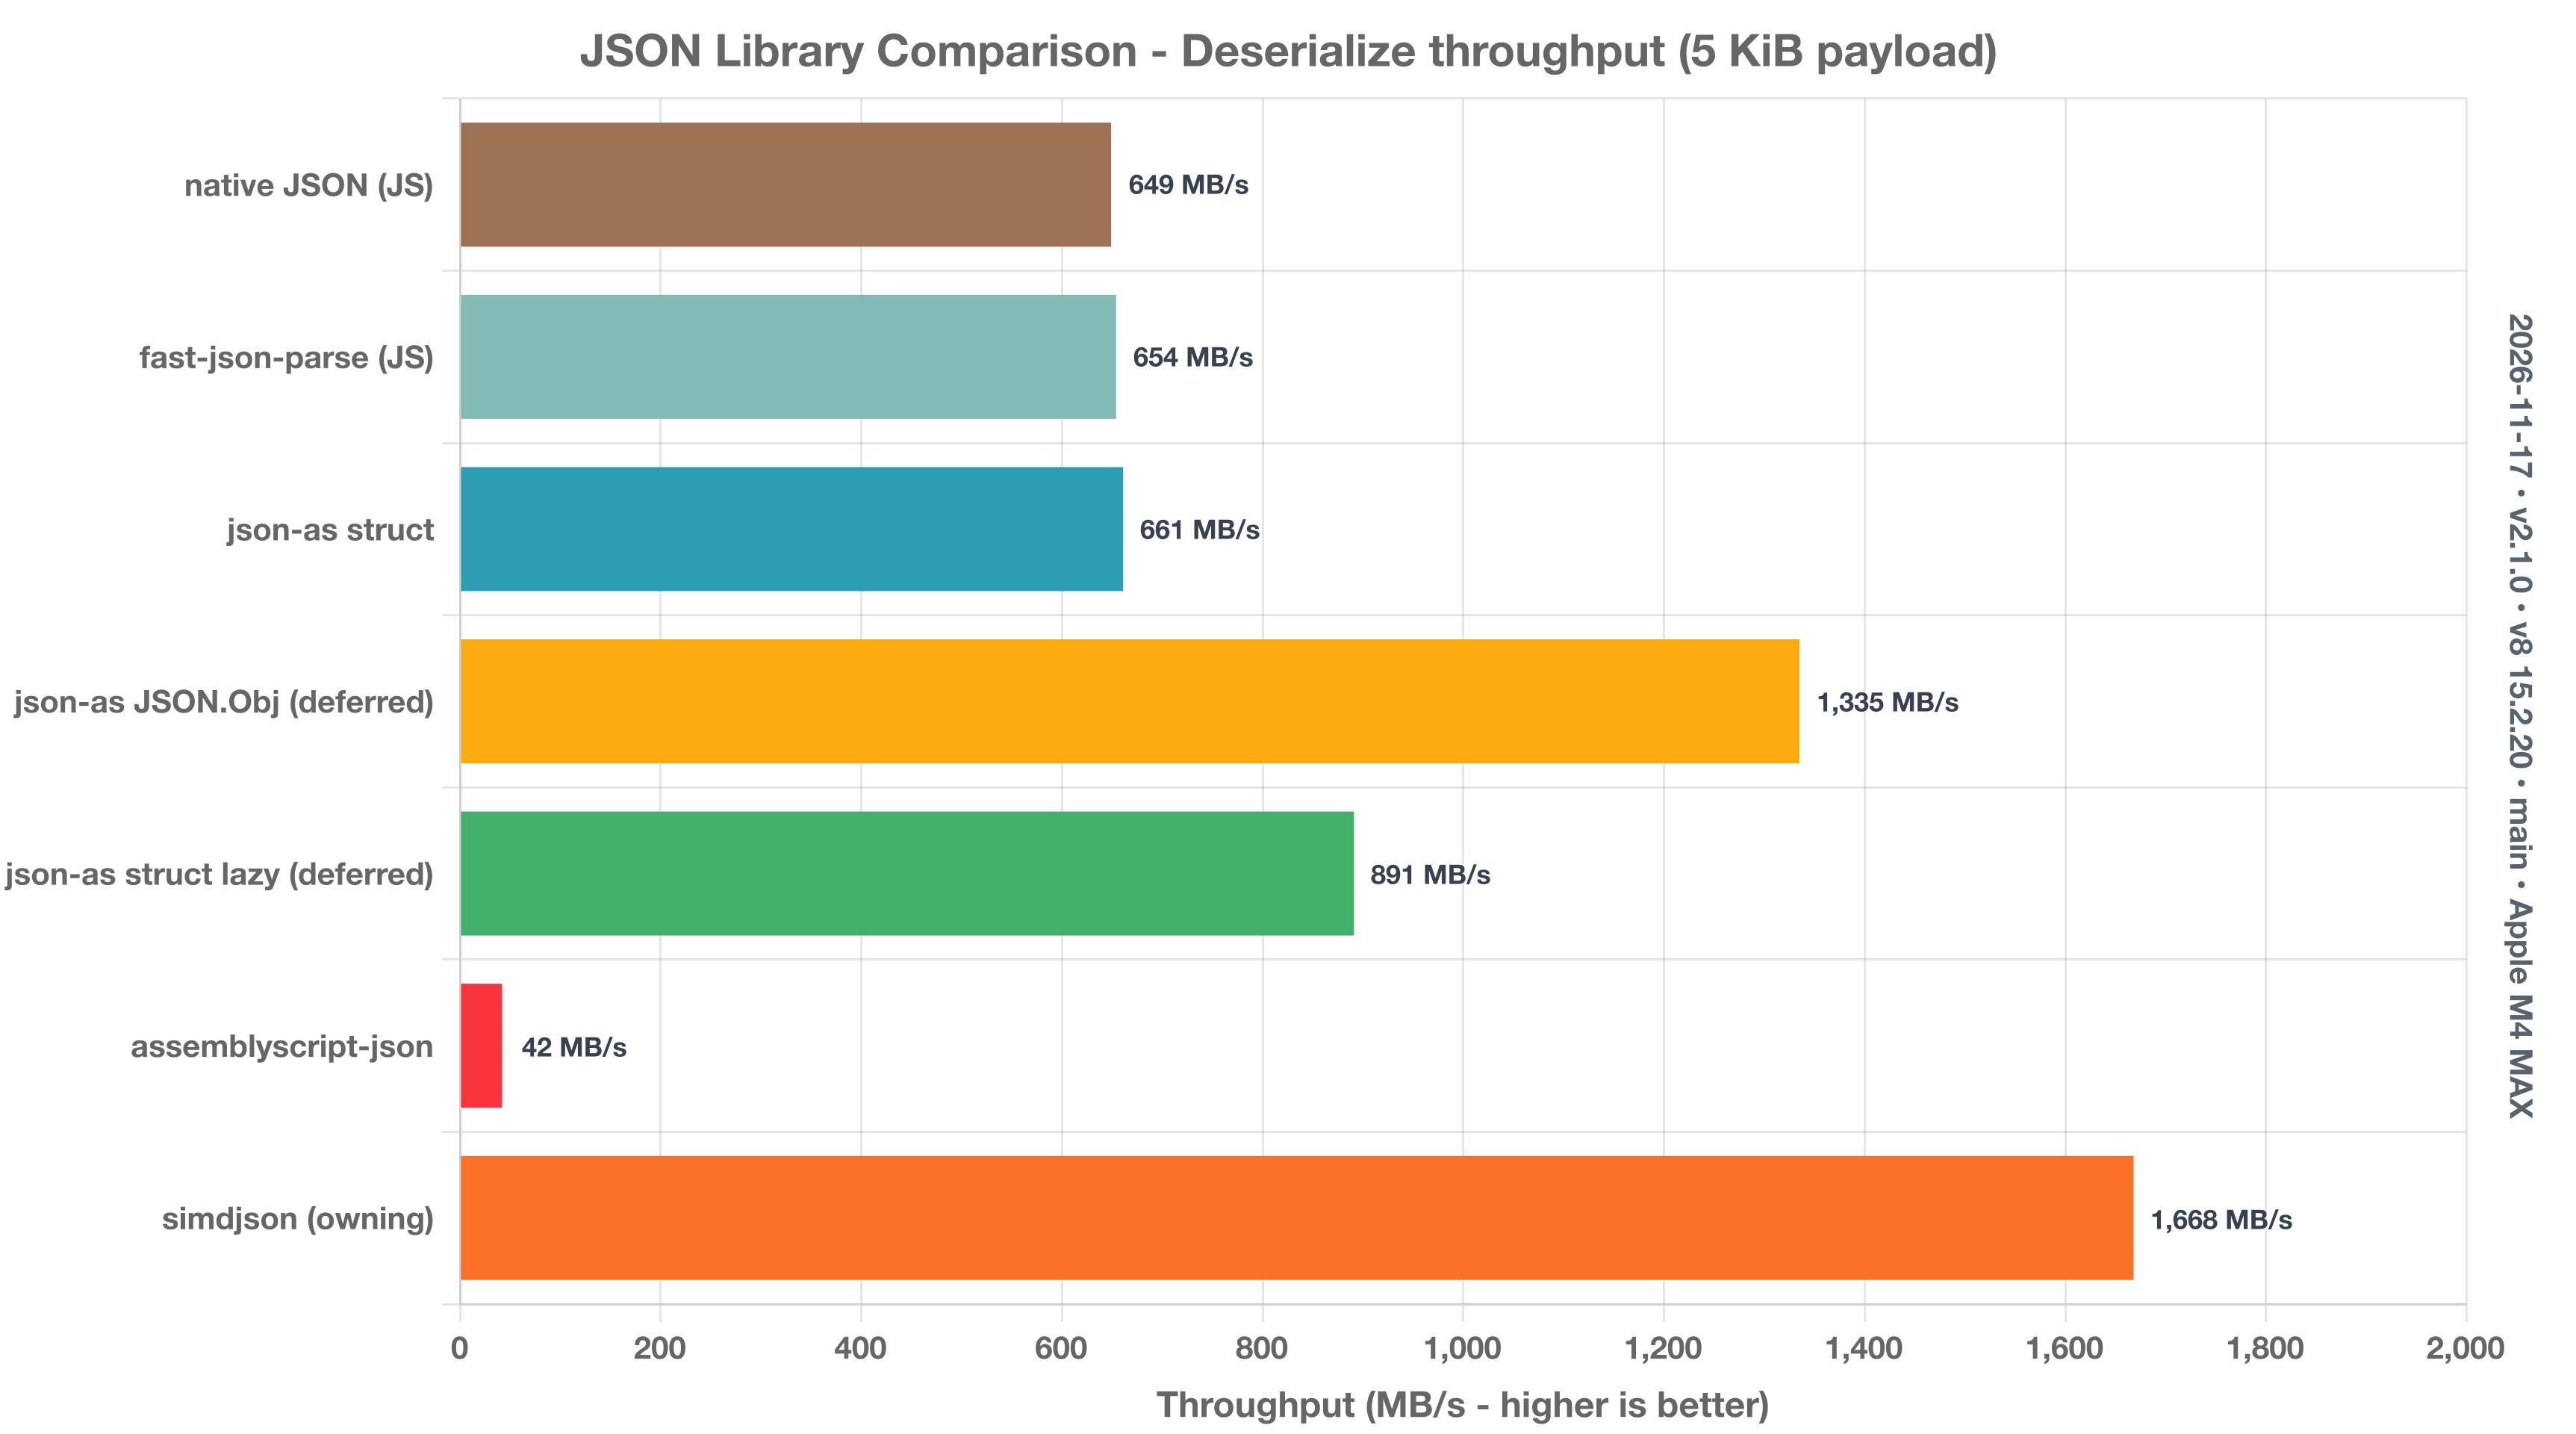 JSON Library Comparison - Deserialize throughput (5 KiB payload)
native JSON (JS)
649 MB/s
fast-json-parse (JS)
654 MB/s
json-as struct
661 MB/s
json-as JSON.Obj (deferred)
1,335 MB/s
json-as struct lazy (deferred)
891 MB/s
assemblyscript-json
42 MB/s
simdjson (owning)
1,668 MB/s
0 200 400 600 800 1,000 1,200 1,400 1,600 1,800 2,000
Throughput (MB/s - higher is better)
2026-11-17 • v2.1.0 • v8 15.2.20 • main • Apple M4 MAX